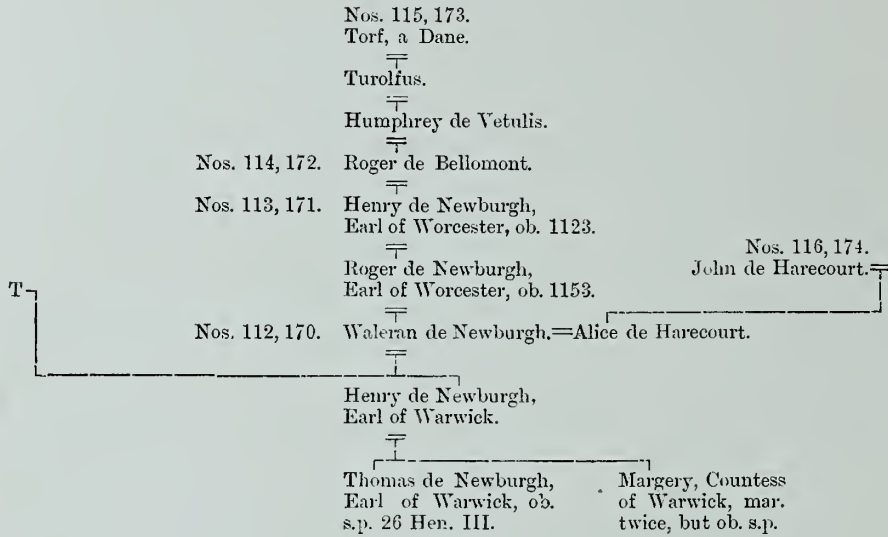 Nos. 115, 173.
Torf, a Dane.
Turolfus.
Humphrey de Vetulis.
Nos. 114, 172. Roger de Bellomont.
Nos. 113, 171. Henry de Newburgh,
Earl of Worcester, ob. 1123.
Nos. 116, 174.
John de Harecourt.
Roger de Newburgh,
Earl of Worcester, ob. 1153.
T
Nos. 112, 170. Waleran de Newburgh.=Alice de Harecourt.
Henry de Newburgh,
Earl of Warwick.
Thomas de Newburgh,
Earl of Warwick, ob.
s.p. 26 Hen. III.
Margery, Countess
of Warwick, mar.
twice, but ob. s.p.